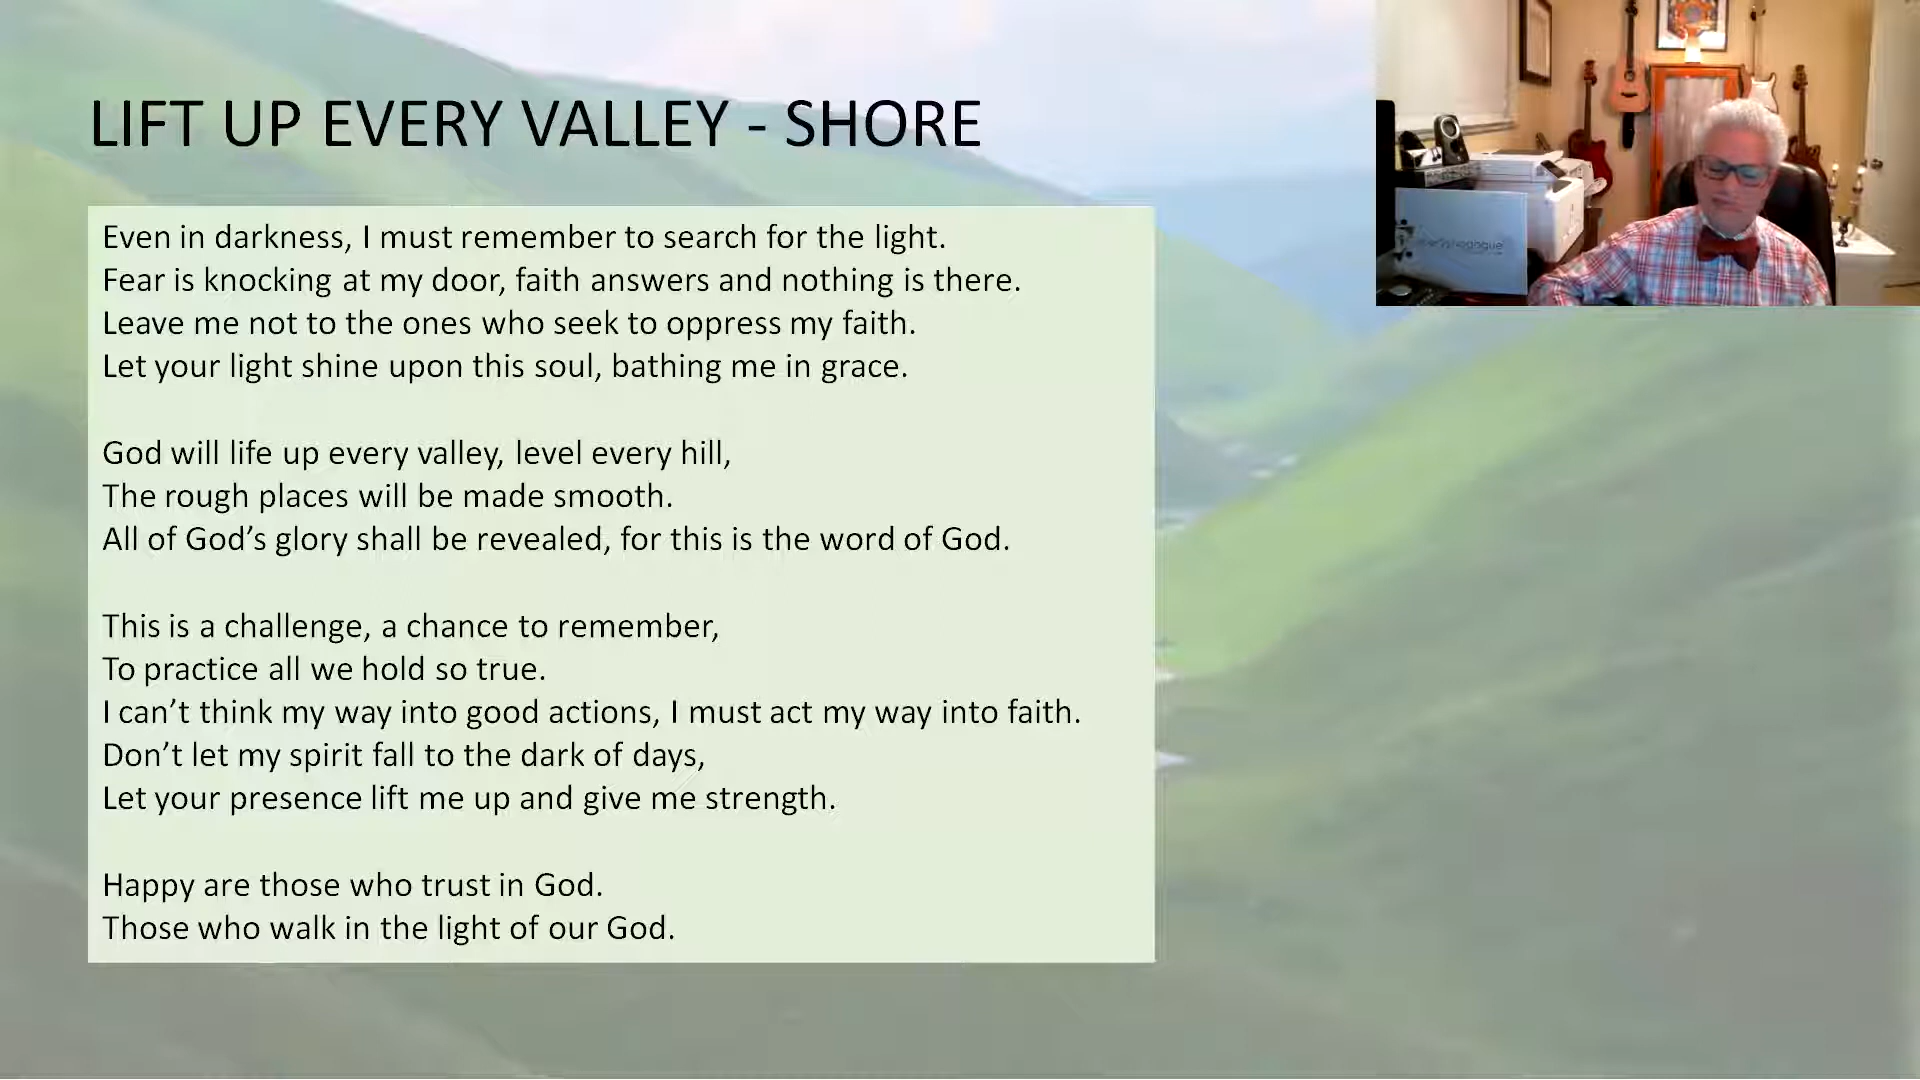 LIFT UP EVERY VALLEY - SHORE
Even in darkness, I must remember to search for the light.
Fear is knocking at my door, faith answers and nothing is there.
Leave me not to the ones who seek to oppress my faith.
Let your light shine upon this soul, bathing me in grace.
God will life up every valley, level every hill,
The rough places will be made smooth.
All of God’s glory shall be revealed, for this is the word of God.
This is a challenge, a chance to remember,
To practice all we hold so true.
I can’t think my way into good actions, I must act my way into faith.
Don’t let my spirit fall to the dark of days,
Let your presence lift me up and give me strength.
Happy are those who trust in God.
Those who walk in the light of our God.